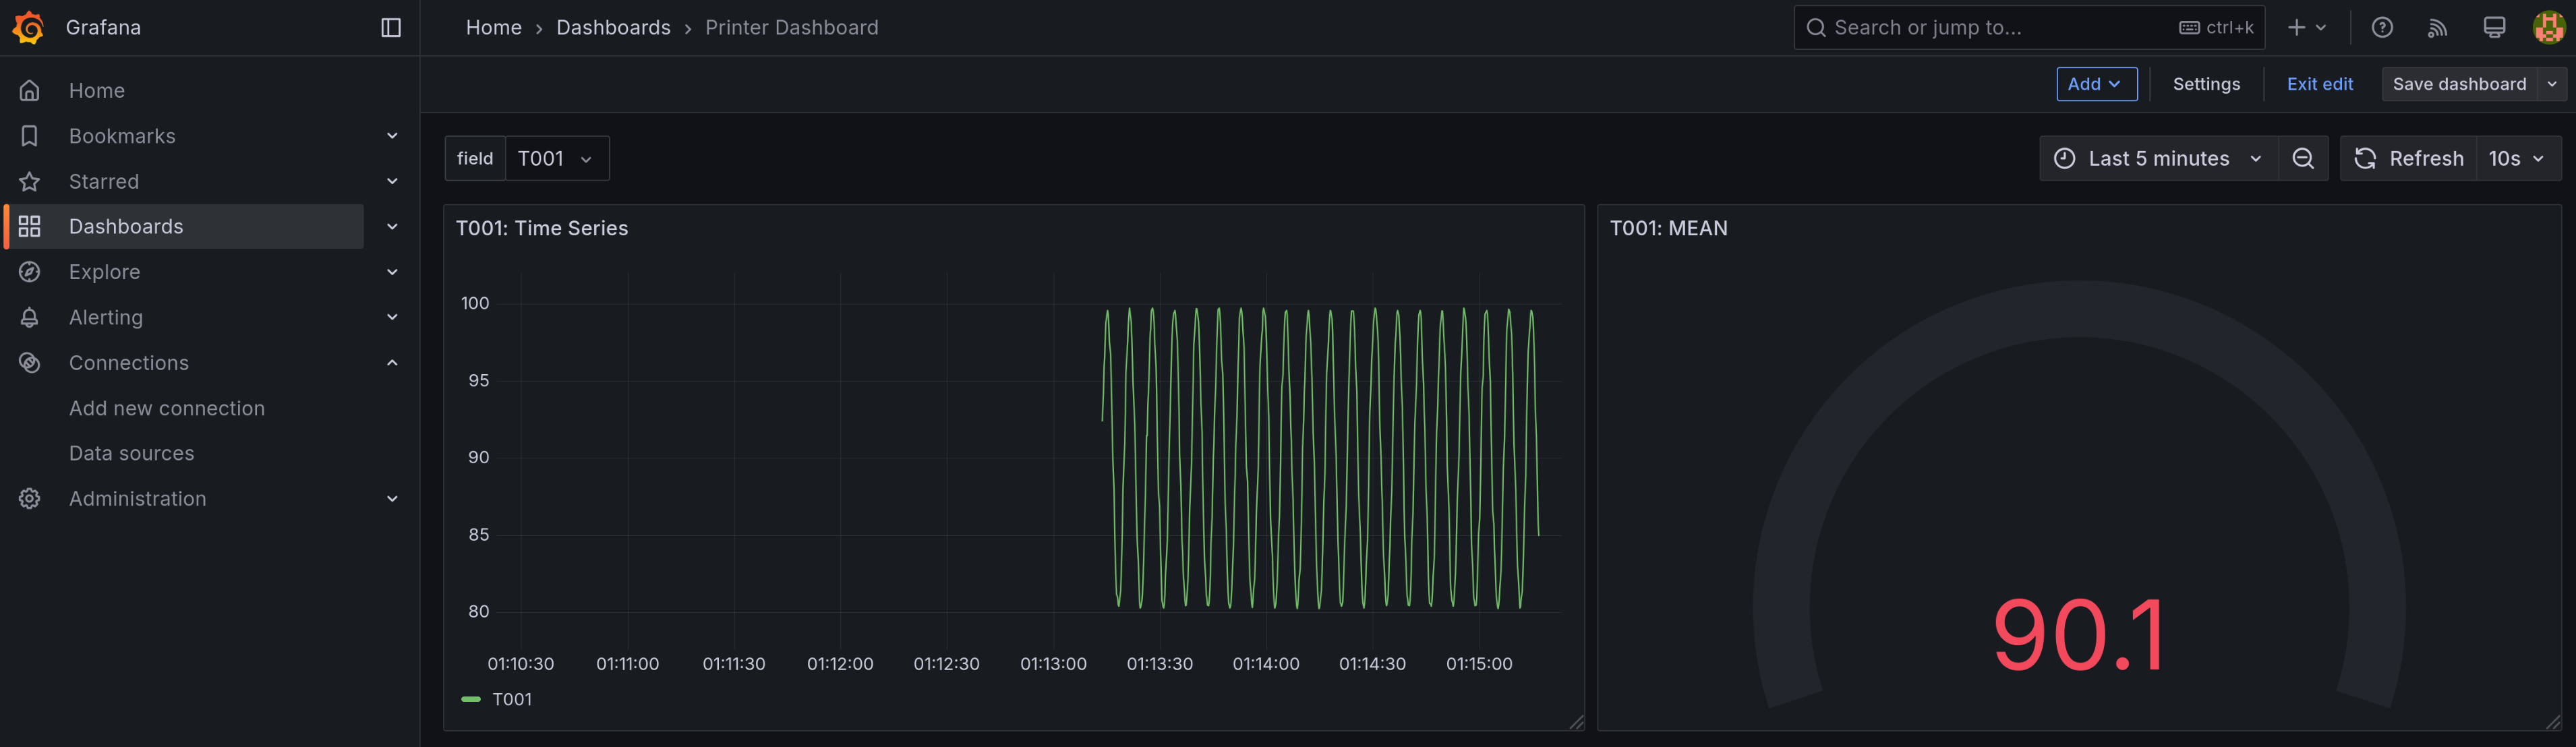 Grafana
Home › Dashboards › Printer Dashboard
Search or jump to...
ctrl+k
Home
Bookmarks
Starred
Dashboards
Explore
Alerting
Connections
Add new connection
Data sources
Administration
Add
Settings
Exit edit
Save dashboard
field
T001
Last 5 minutes
Refresh
10s
T001: Time Series
100
95
90
85
80
01:10:30 01:11:00 01:11:30 01:12:00 01:12:30 01:13:00 01:13:30 01:14:00 01:14:30 01:15:00
T001
T001: MEAN
90.1